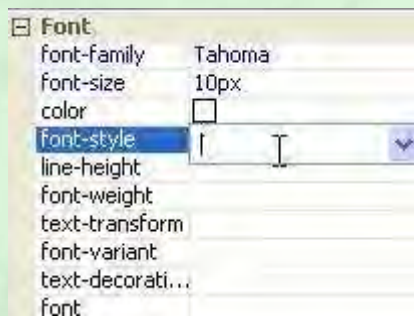 Font
font-family Tahoma
font-size 10px
color
font-style
line-height
font-weight
text-transform
font-variant
text-decorati...
font